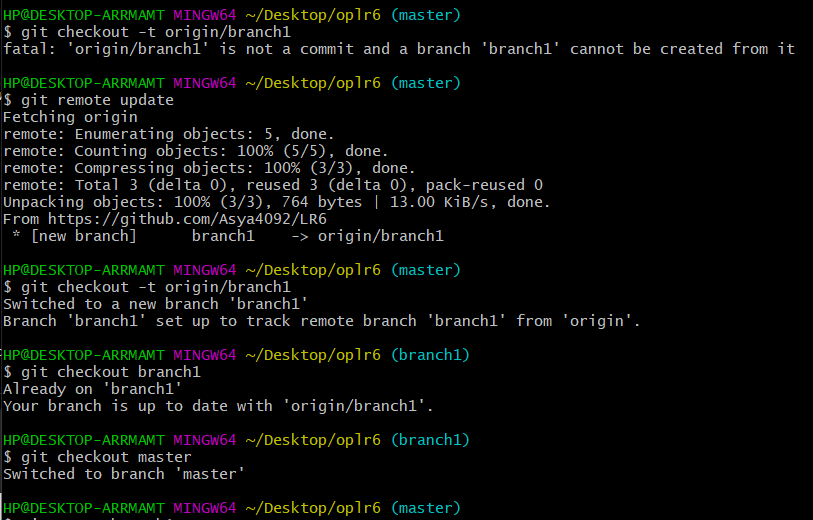 HP@DESKTOP-ARRMAMT MINGW64 ~/Desktop/oplr6 (master)
$ git checkout -t origin/branch1
fatal: 'origin/branch1' is not a commit and a branch 'branch1' cannot be created from it
HP@DESKTOP-ARRMAMT MINGW64 ~/Desktop/oplr6 (master)
$ git remote update
Fetching origin
remote: Enumerating objects: 5, done.
remote: Counting objects: 100% (5/5), done.
remote: Compressing objects: 100% (3/3), done.
remote: Total 3 (delta 0), reused 3 (delta 0), pack-reused 0
Unpacking objects: 100% (3/3), 764 bytes | 13.00 KiB/s, done.
From https://github.com/Asya4092/LR6
 * [new branch]      branch1    -> origin/branch1
HP@DESKTOP-ARRMAMT MINGW64 ~/Desktop/oplr6 (master)
$ git checkout -t origin/branch1
Switched to a new branch 'branch1'
Branch 'branch1' set up to track remote branch 'branch1' from 'origin'.
HP@DESKTOP-ARRMAMT MINGW64 ~/Desktop/oplr6 (branch1)
$ git checkout branch1
Already on 'branch1'
Your branch is up to date with 'origin/branch1'.
HP@DESKTOP-ARRMAMT MINGW64 ~/Desktop/oplr6 (branch1)
$ git checkout master
Switched to branch 'master'
HP@DESKTOP-ARRMAMT MINGW64 ~/Desktop/oplr6 (master)